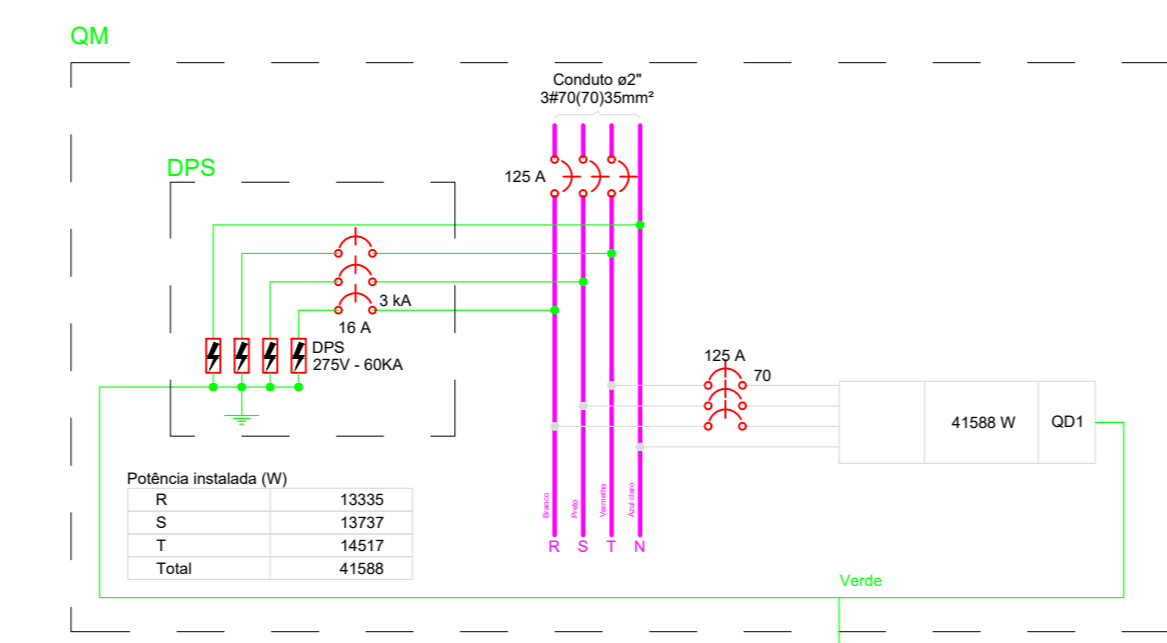 QM
Conduto ø2"
3#70(70)35mm²
DPS
125 A
3 kA
16 A
DPS
275V - 60KA
125 A
70
41588 W
QD1
Potência instalada (W)
R 13335
S 13737
T 14517
Total 41588
Branco
Preto
Vermelho
Azul claro
R S T N
Verde